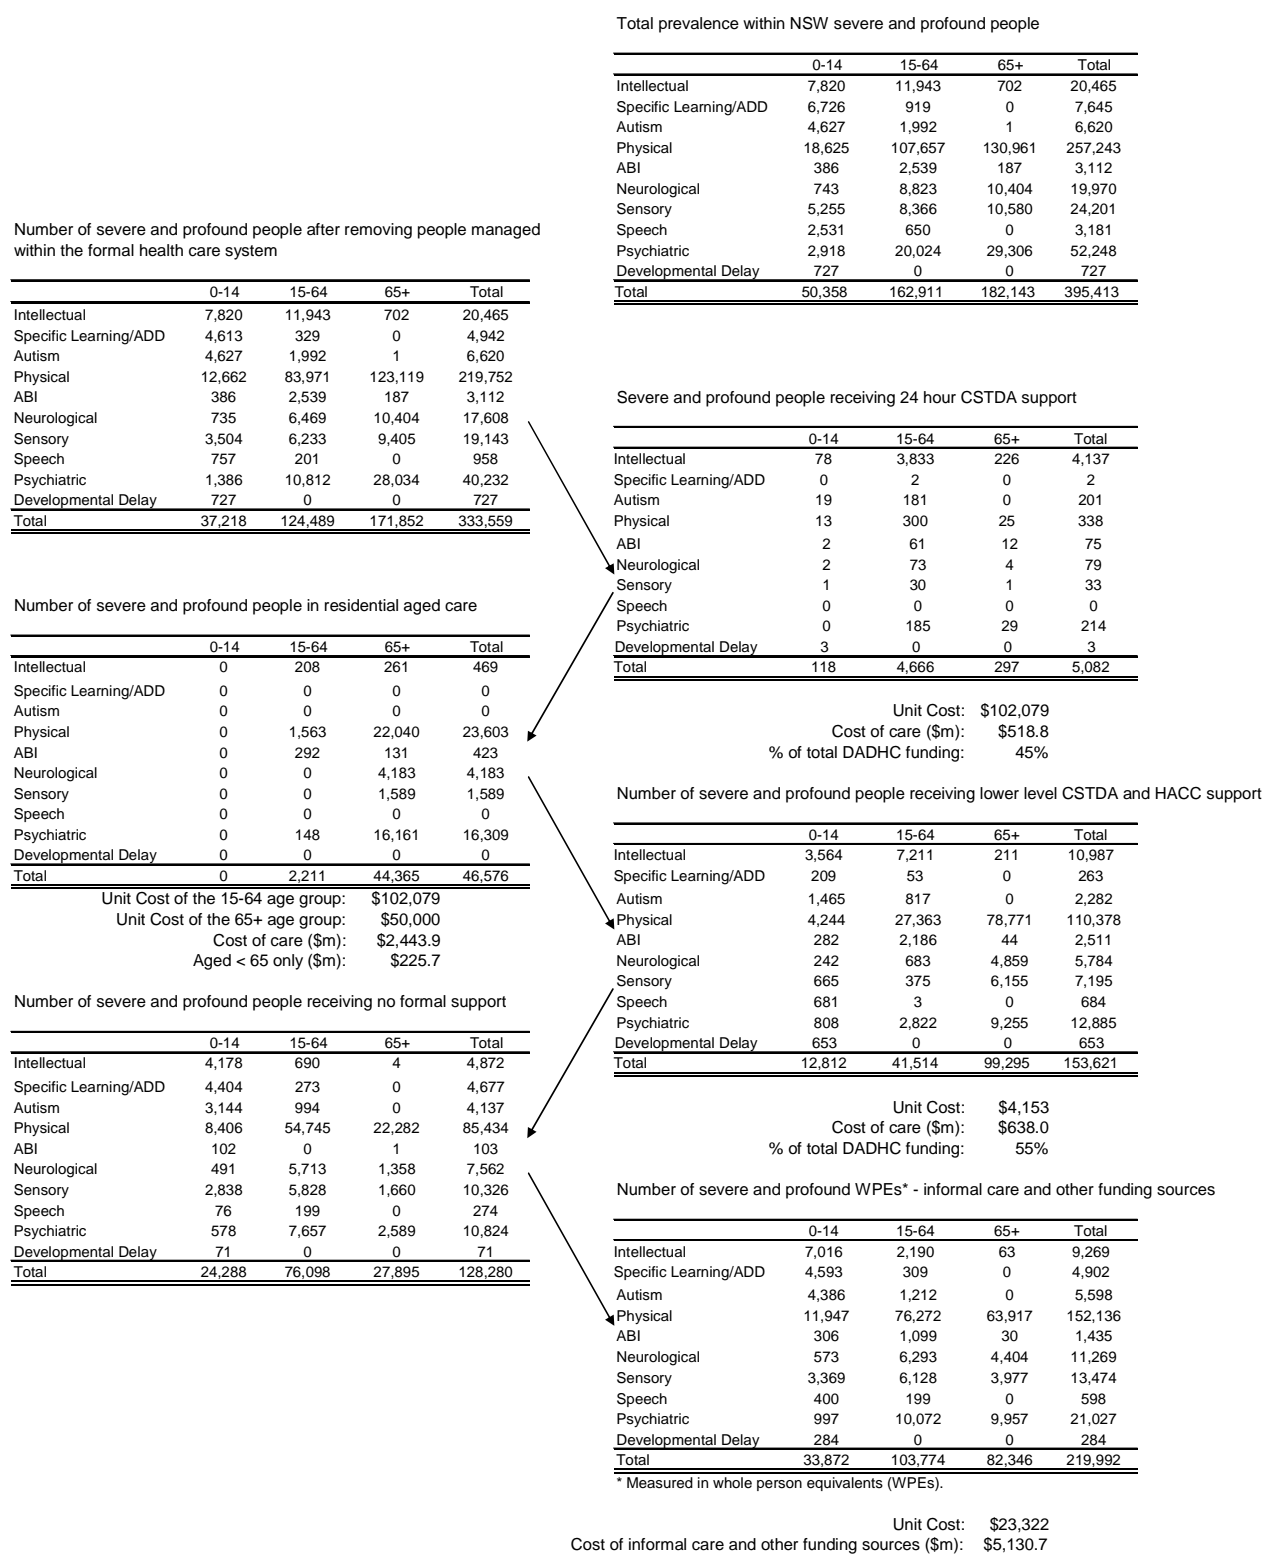 Total prevalence within NSW severe and profound people
0-14 15-64 65+ Total
Intellectual 7,820 11,943 702 20,465
Specific Learning/ADD 6,726 919 0 7,645
Autism 4,627 1,992 1 6,620
Physical 18,625 107,657 130,961 257,243
ABI 386 2,539 187 3,112
Neurological 743 8,823 10,404 19,970
Sensory 5,255 8,366 10,580 24,201
Speech 2,531 650 0 3,181
Psychiatric 2,918 20,024 29,306 52,248
Developmental Delay 727 0 0 727
Total 50,358 162,911 182,143 395,413
Number of severe and profound people after removing people managed
within the formal health care system
0-14 15-64 65+ Total
Intellectual 7,820 11,943 702 20,465
Specific Learning/ADD 4,613 329 0 4,942
Autism 4,627 1,992 1 6,620
Physical 12,662 83,971 123,119 219,752
ABI 386 2,539 187 3,112
Neurological 735 6,469 10,404 17,608
Sensory 3,504 6,233 9,405 19,143
Speech 757 201 0 958
Psychiatric 1,386 10,812 28,034 40,232
Developmental Delay 727 0 0 727
Total 37,218 124,489 171,852 333,559
Severe and profound people receiving 24 hour CSTDA support
0-14 15-64 65+ Total
Intellectual 78 3,833 226 4,137
Specific Learning/ADD 0 2 0 2
Autism 19 181 0 201
Physical 13 300 25 338
ABI 2 61 12 75
Neurological 2 73 4 79
Sensory 1 30 1 33
Speech 0 0 0 0
Psychiatric 0 185 29 214
Developmental Delay 3 0 0 3
Total 118 4,666 297 5,082
Unit Cost: $102,079
Cost of care ($m): $518.8
% of total DADHC funding: 45%
Number of severe and profound people in residential aged care
0-14 15-64 65+ Total
Intellectual 0 208 261 469
Specific Learning/ADD 0 0 0 0
Autism 0 0 0 0
Physical 0 1,563 22,040 23,603
ABI 0 292 131 423
Neurological 0 0 4,183 4,183
Sensory 0 0 1,589 1,589
Speech 0 0 0 0
Psychiatric 0 148 16,161 16,309
Developmental Delay 0 0 0 0
Total 0 2,211 44,365 46,576
Unit Cost of the 15-64 age group: $102,079
Unit Cost of the 65+ age group: $50,000
Cost of care ($m): $2,443.9
Aged < 65 only ($m): $225.7
Number of severe and profound people receiving lower level CSTDA and HACC support
0-14 15-64 65+ Total
Intellectual 3,564 7,211 211 10,987
Specific Learning/ADD 209 53 0 263
Autism 1,465 817 0 2,282
Physical 4,244 27,363 78,771 110,378
ABI 282 2,186 44 2,511
Neurological 242 683 4,859 5,784
Sensory 665 375 6,155 7,195
Speech 681 3 0 684
Psychiatric 808 2,822 9,255 12,885
Developmental Delay 653 0 0 653
Total 12,812 41,514 99,295 153,621
Unit Cost: $4,153
Cost of care ($m): $638.0
% of total DADHC funding: 55%
Number of severe and profound people receiving no formal support
0-14 15-64 65+ Total
Intellectual 4,178 690 4 4,872
Specific Learning/ADD 4,404 273 0 4,677
Autism 3,144 994 0 4,137
Physical 8,406 54,745 22,282 85,434
ABI 102 0 1 103
Neurological 491 5,713 1,358 7,562
Sensory 2,838 5,828 1,660 10,326
Speech 76 199 0 274
Psychiatric 578 7,657 2,589 10,824
Developmental Delay 71 0 0 71
Total 24,288 76,098 27,895 128,280
Number of severe and profound WPEs* - informal care and other funding sources
0-14 15-64 65+ Total
Intellectual 7,016 2,190 63 9,269
Specific Learning/ADD 4,593 309 0 4,902
Autism 4,386 1,212 0 5,598
Physical 11,947 76,272 63,917 152,136
ABI 306 1,099 30 1,435
Neurological 573 6,293 4,404 11,269
Sensory 3,369 6,128 3,977 13,474
Speech 400 199 0 598
Psychiatric 997 10,072 9,957 21,027
Developmental Delay 284 0 0 284
Total 33,872 103,774 82,346 219,992
* Measured in whole person equivalents (WPEs).
Unit Cost: $23,322
Cost of informal care and other funding sources ($m): $5,130.7